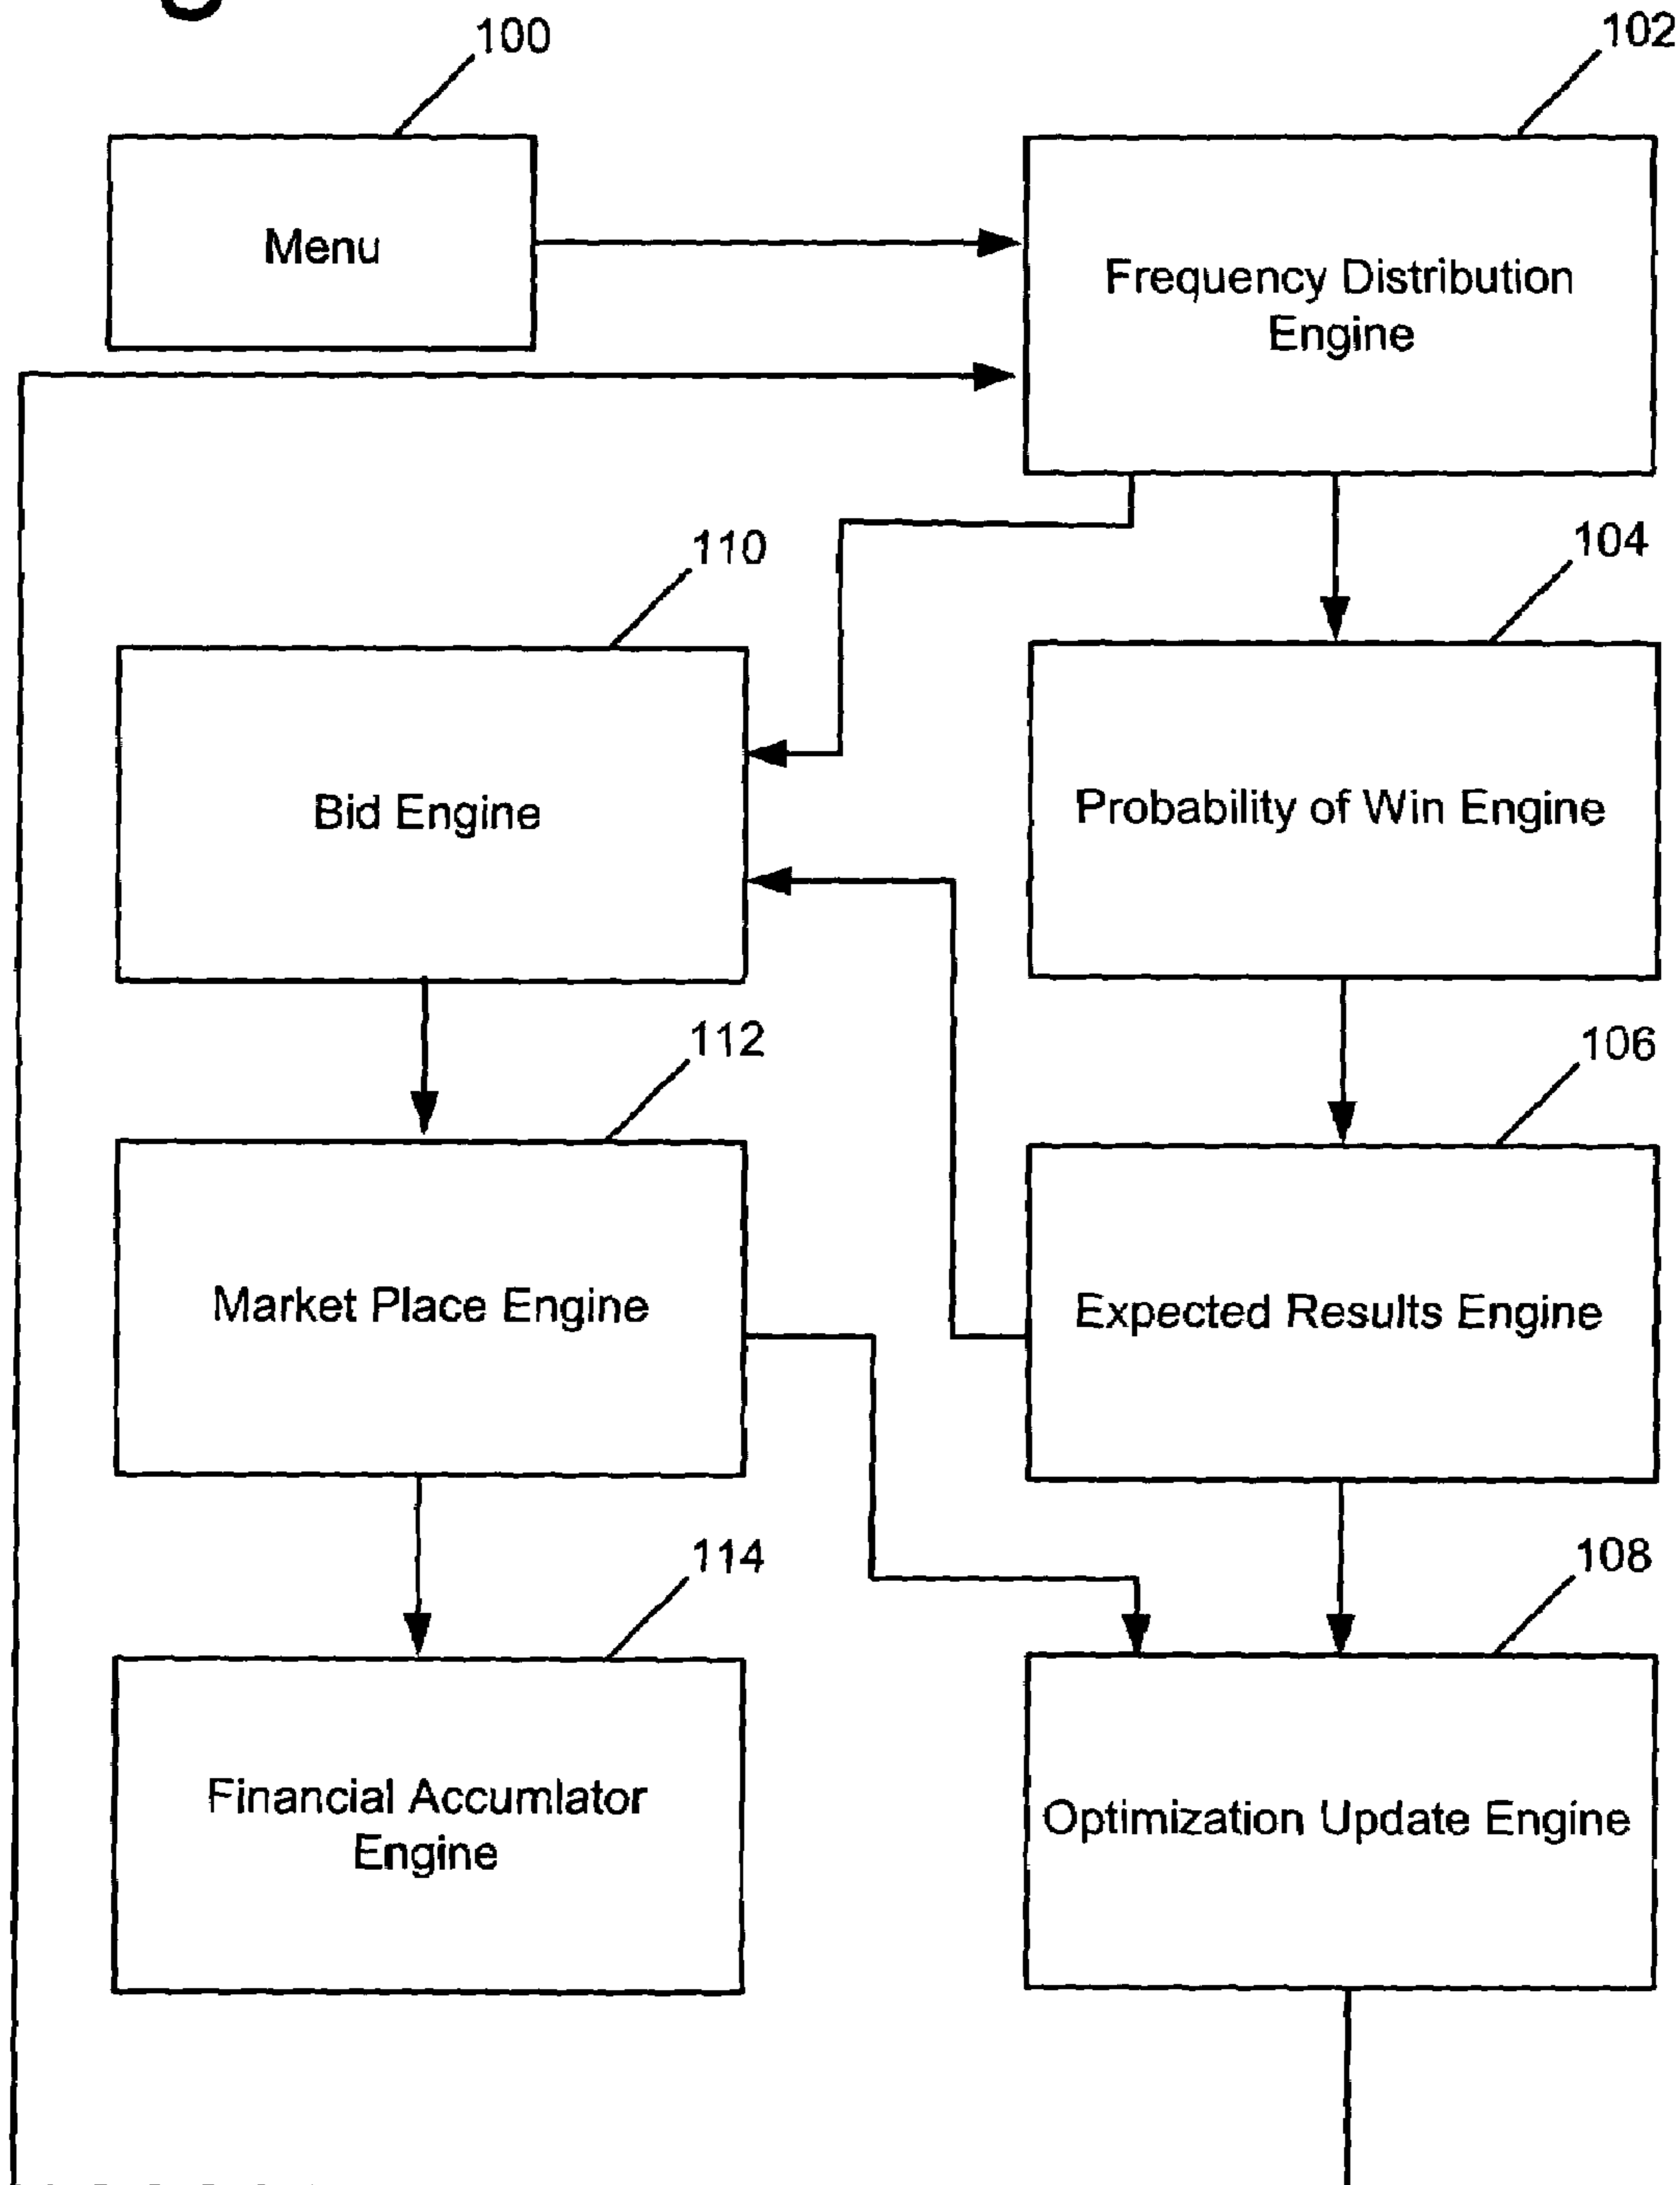 100
102
Menu
Frequency Distribution
Engine
110
104
Bid Engine
Probability of Win Engine
112
106
Market Place Engine
Expected Results Engine
114
108
Financial Accumlator
Engine
Optimization Update Engine